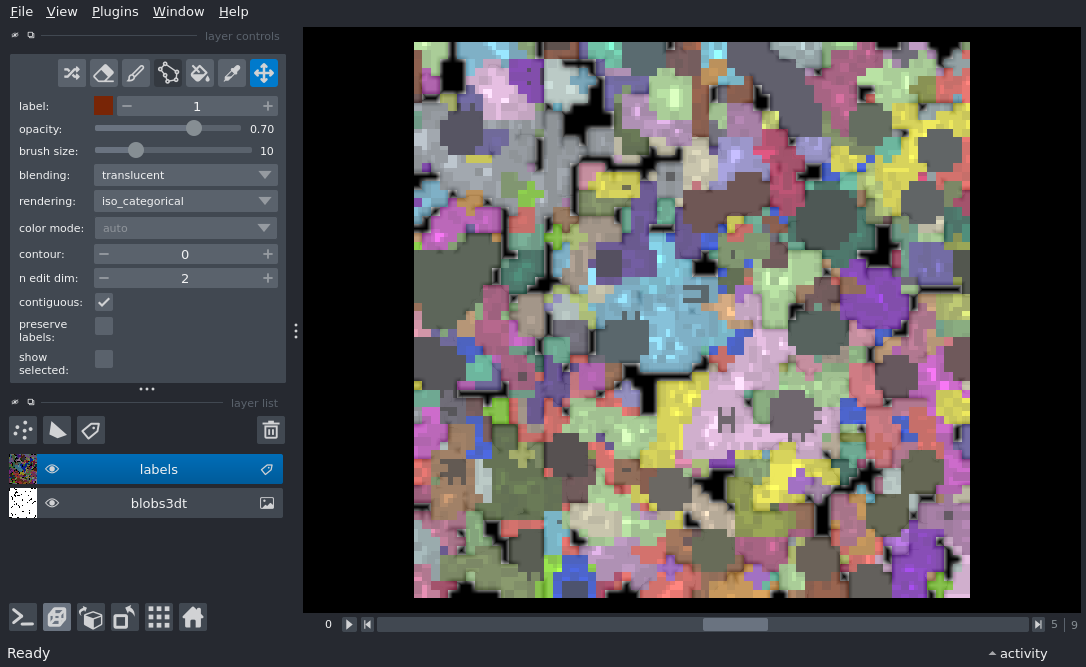 File View Plugins Window Help
layer controls
label: 1
opacity: 0.70
brush size: 10
blending: translucent
rendering: iso_categorical
color mode: auto
contour: 0
n edit dim: 2
contiguous:
preserve
labels:
show
selected:
layer list
labels
blobs3dt
0 5 | 9
Ready activity